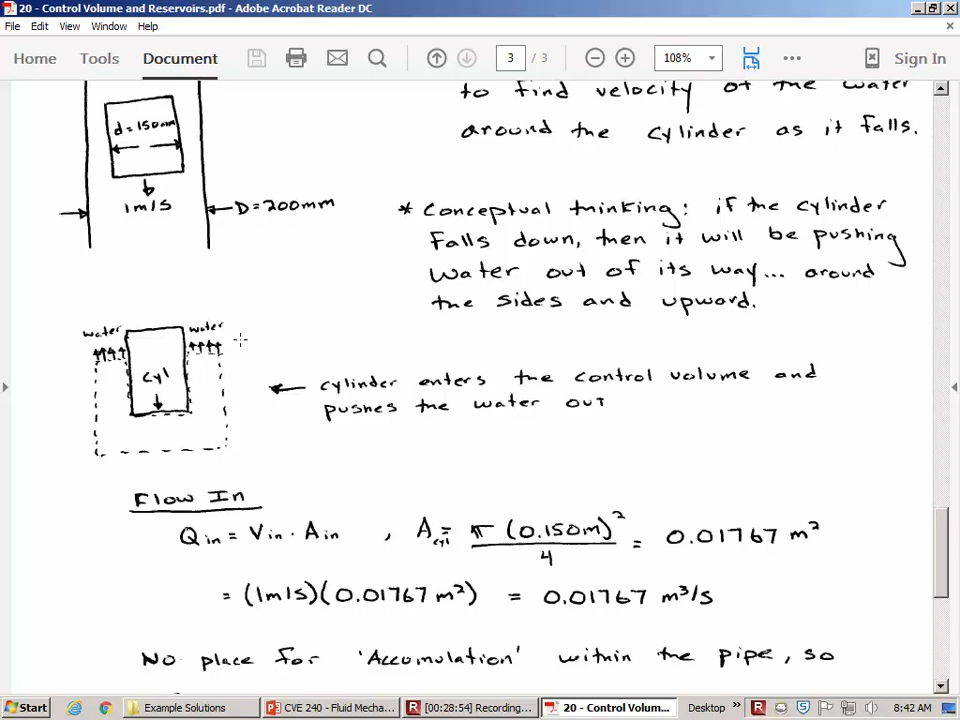 20 - Control Volume and Reservoirs.pdf - Adobe Acrobat Reader DC
File Edit View Window Help
Home Tools Document 3 / 3 108% Sign In
to find velocity of the water
around the cylinder as it falls.
d = 150mm
1m/s
D = 200mm
* Conceptual thinking: if the cylinder
falls down, then it will be pushing
water out of its way... around
the sides and upward.
water water
cyl
cylinder enters the control volume and
pushes the water out
Flow In
Qin = Vin · Ain , Acyl = π (0.150m)² / 4 = 0.01767 m²
= (1m/s)(0.01767 m²) = 0.01767 m³/s
No place for 'Accumulation' within the pipe, so
Start Example Solutions CVE 240 - Fluid Mecha... [00:28:54] Recording... 20 - Control Volum... Desktop » 8:42 AM